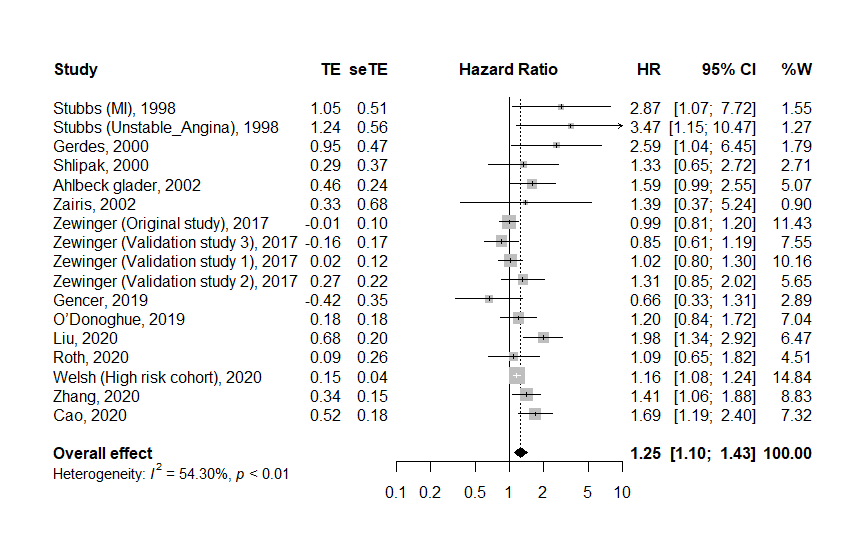 Study TE seTE Hazard Ratio HR 95% CI %W
Stubbs (MI), 1998 1.05 0.51 2.87 [1.07; 7.72] 1.55
Stubbs (Unstable_Angina), 1998 1.24 0.56 3.47 [1.15; 10.47] 1.27
Gerdes, 2000 0.95 0.47 2.59 [1.04; 6.45] 1.79
Shlipak, 2000 0.29 0.37 1.33 [0.65; 2.72] 2.71
Ahlbeck glader, 2002 0.46 0.24 1.59 [0.99; 2.55] 5.07
Zairis, 2002 0.33 0.68 1.39 [0.37; 5.24] 0.90
Zewinger (Original study), 2017 -0.01 0.10 0.99 [0.81; 1.20] 11.43
Zewinger (Validation study 3), 2017 -0.16 0.17 0.85 [0.61; 1.19] 7.55
Zewinger (Validation study 1), 2017 0.02 0.12 1.02 [0.80; 1.30] 10.16
Zewinger (Validation study 2), 2017 0.27 0.22 1.31 [0.85; 2.02] 5.65
Gencer, 2019 -0.42 0.35 0.66 [0.33; 1.31] 2.89
O’Donoghue, 2019 0.18 0.18 1.20 [0.84; 1.72] 7.04
Liu, 2020 0.68 0.20 1.98 [1.34; 2.92] 6.47
Roth, 2020 0.09 0.26 1.09 [0.65; 1.82] 4.51
Welsh (High risk cohort), 2020 0.15 0.04 1.16 [1.08; 1.24] 14.84
Zhang, 2020 0.34 0.15 1.41 [1.06; 1.88] 8.83
Cao, 2020 0.52 0.18 1.69 [1.19; 2.40] 7.32
Overall effect 1.25 [1.10; 1.43] 100.00
Heterogeneity: I² = 54.30%, p < 0.01
0.1 0.2 0.5 1 2 5 10